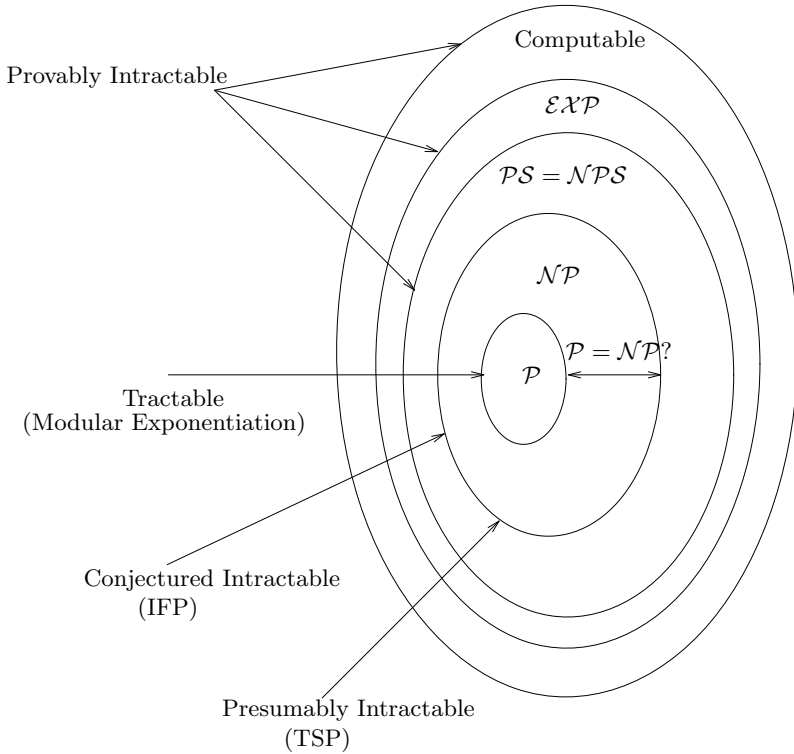 Computable
Provably Intractable
ℰ𝒳𝒫
𝒫𝒮 = 𝒩𝒫𝒮
𝒩𝒫
𝒫 = 𝒩𝒫?
𝒫
Tractable
(Modular Exponentiation)
Conjectured Intractable
(IFP)
Presumably Intractable
(TSP)